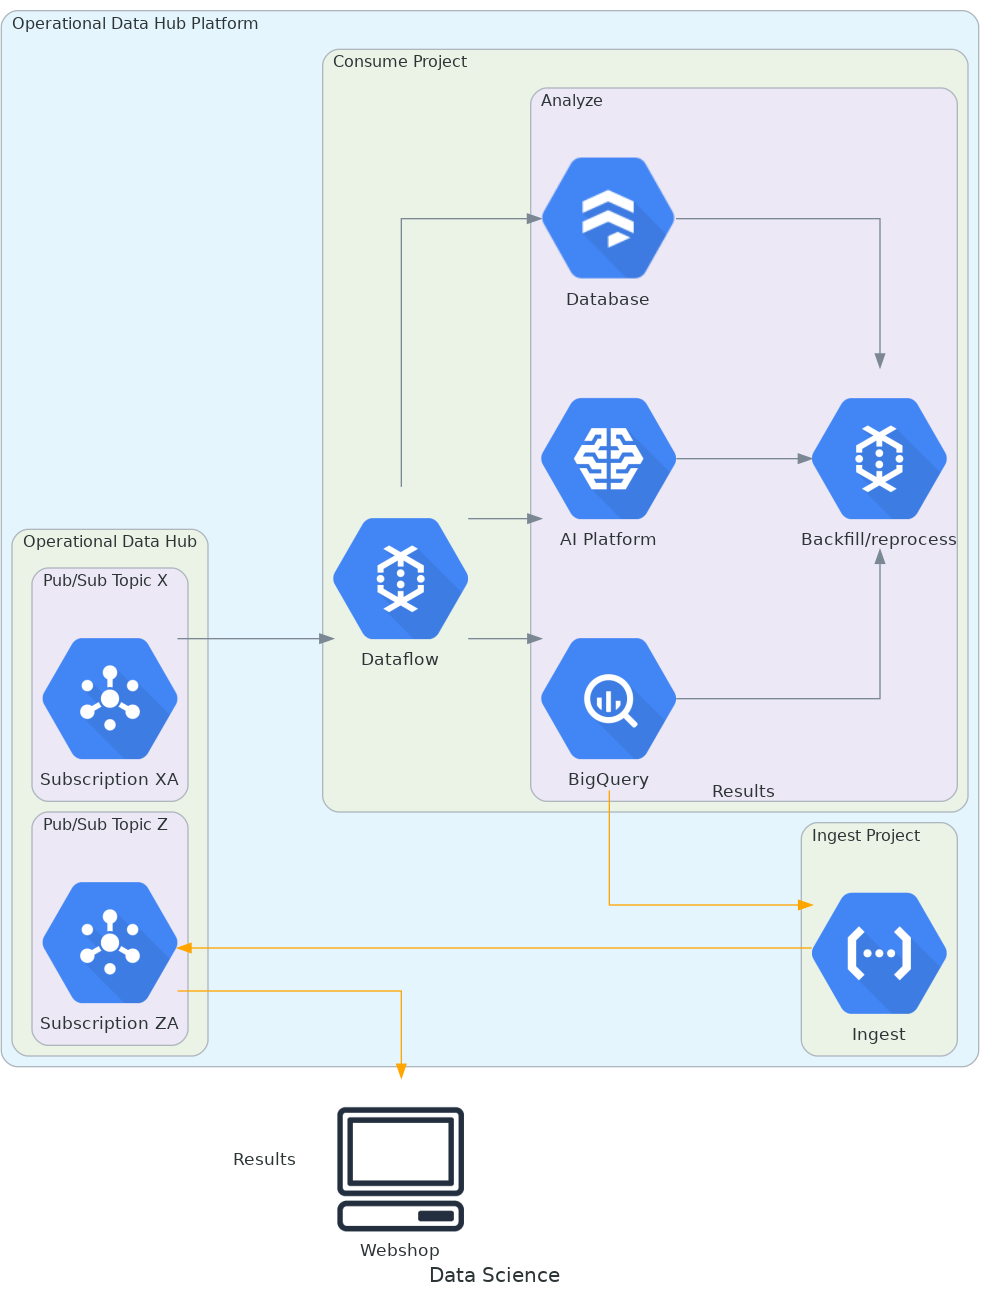 Operational Data Hub Platform
Consume Project
Analyze
Database
AI Platform
Backfill/reprocess
Operational Data Hub
Pub/Sub Topic X
Dataflow
Subscription XA
BigQuery
Results
Pub/Sub Topic Z
Ingest Project
Subscription ZA
Ingest
Results
Webshop
Data Science